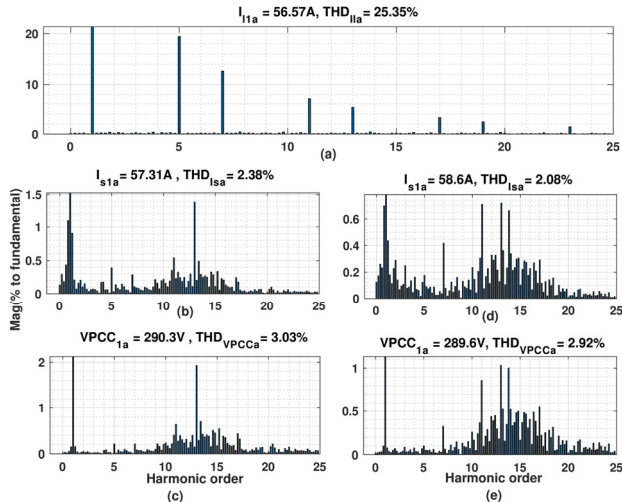 I_l1a = 56.57A, THD_Ila = 25.35%
20
10
0
0 5 10 15 20 25
(a)
I_s1a = 57.31A , THD_Isa = 2.38%
1.5
1
0.5
0
0 5 10 15 20 25
(b)
I_s1a = 58.6A, THD_Isa = 2.08%
0.6
0.4
0.2
0
0 5 10 15 20 25
Harmonic order
(d)
Mag(% to fundamental)
VPCC_1a = 290.3V, THD_VPCCa = 3.03%
2
1
0
0 5 10 15 20 25
Harmonic order
(c)
VPCC_1a = 289.6V, THD_VPCCa = 2.92%
1
0.5
0
0 5 10 15 20 25
Harmonic order
(e)